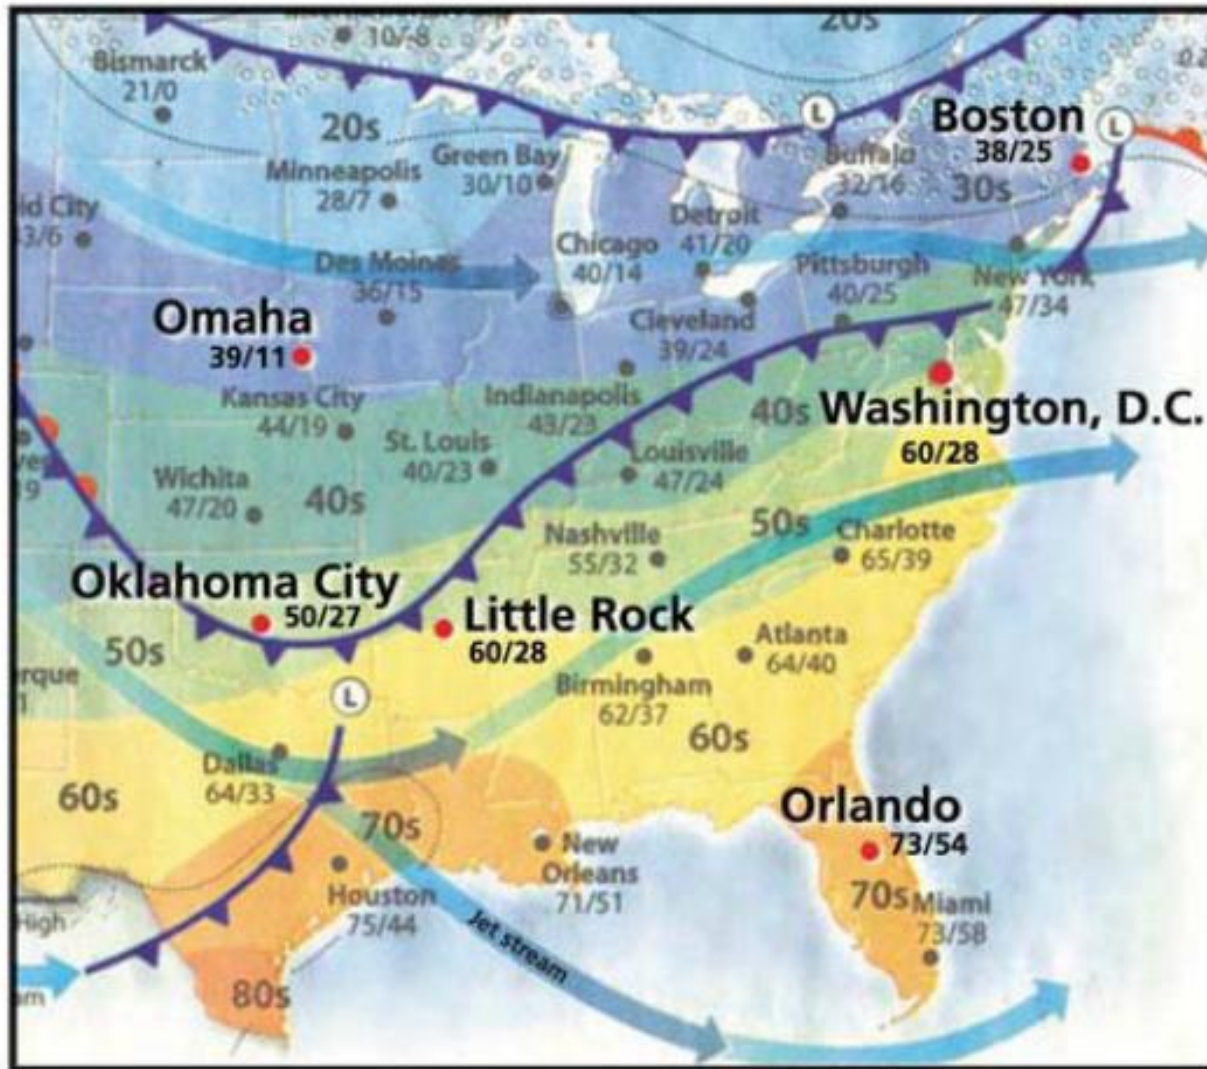 20s
10/-8
Bismarck
21/0
20s
Minneapolis
28/7
Green Bay
30/10
L
Buffalo
32/16
Boston
38/25
L
30s
City
Detroit
41/20
Chicago
40/14
Des Moines
36/15
Pittsburgh
40/25
New York
47/34
Omaha
39/11
Cleveland
39/24
Kansas City
44/19
Indianapolis
43/23
40s
Washington, D.C.
60/28
St. Louis
40/23
Louisville
47/24
Wichita
47/20
40s
Nashville
55/32
50s
Charlotte
65/39
Oklahoma City
50/27
Little Rock
60/28
50s
Atlanta
64/40
Birmingham
62/37
L
60s
Dallas
64/33
60s
70s
Orlando
73/54
New
Orleans
71/51
Houston
75/44
70s
Miami
73/58
High
Jet stream
80s